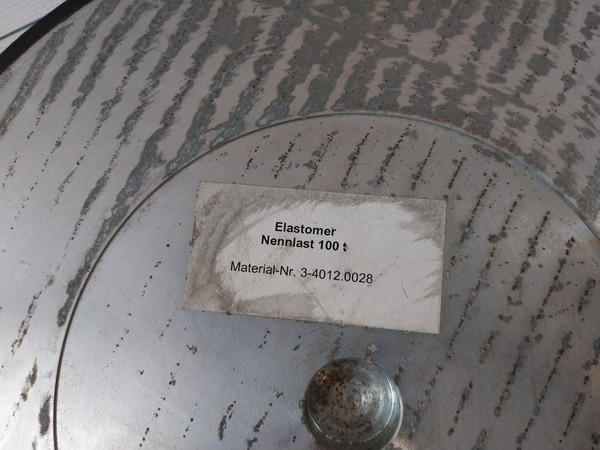 Elastomer
Nennlast 100 t
Material-Nr. 3-4012.0028